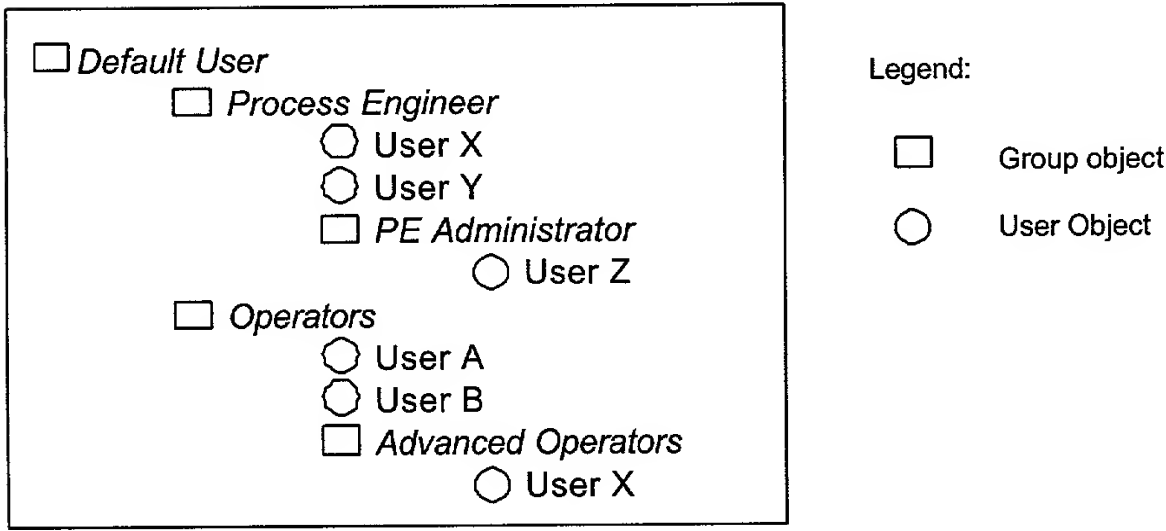 Default User
Process Engineer
User X
User Y
PE Administrator
User Z
Operators
User A
User B
Advanced Operators
User X
Legend:
Group object
User Object